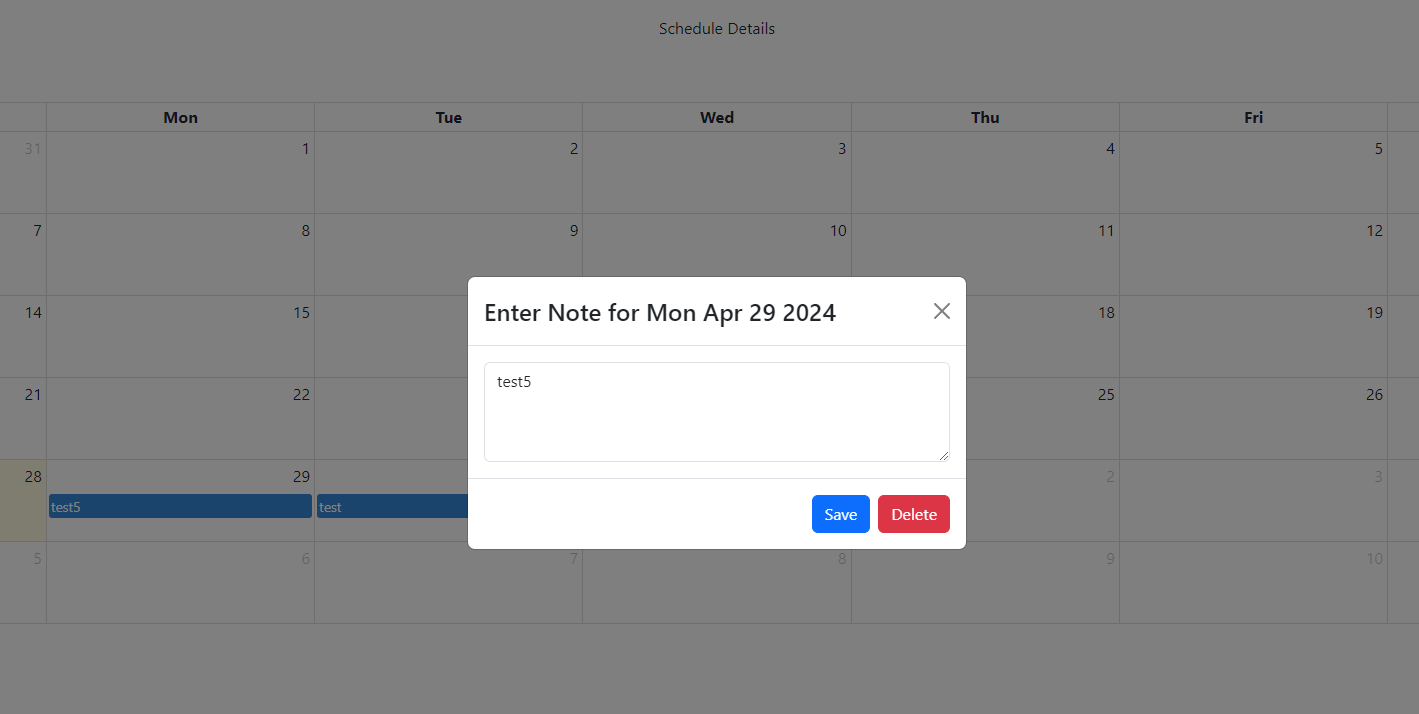 Schedule Details
Mon Tue Wed Thu Fri
31 1 2 3 4 5
7 8 9 10 11 12
Enter Note for Mon Apr 29 2024
14 15 18 19
test5
21 22 25 26
28 29 2 3
test5 test
Save Delete
5 6 7 8 9 10